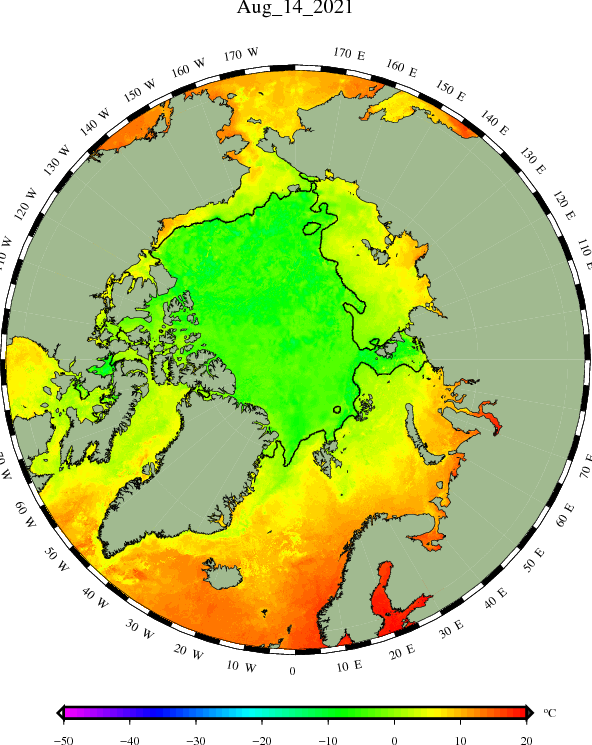 Aug_14_2021
170 W
170 E
160 W
160 E
150 W
150 E
140 W
140 E
130 W
130 E
120 W
120 E
110 E
70 E
60 W
60 E
50 W
50 E
40 W
40 E
30 W
30 E
20 W
20 E
10 W
0
10 E
°C
−50 −40 −30 −20 −10 0 10 20